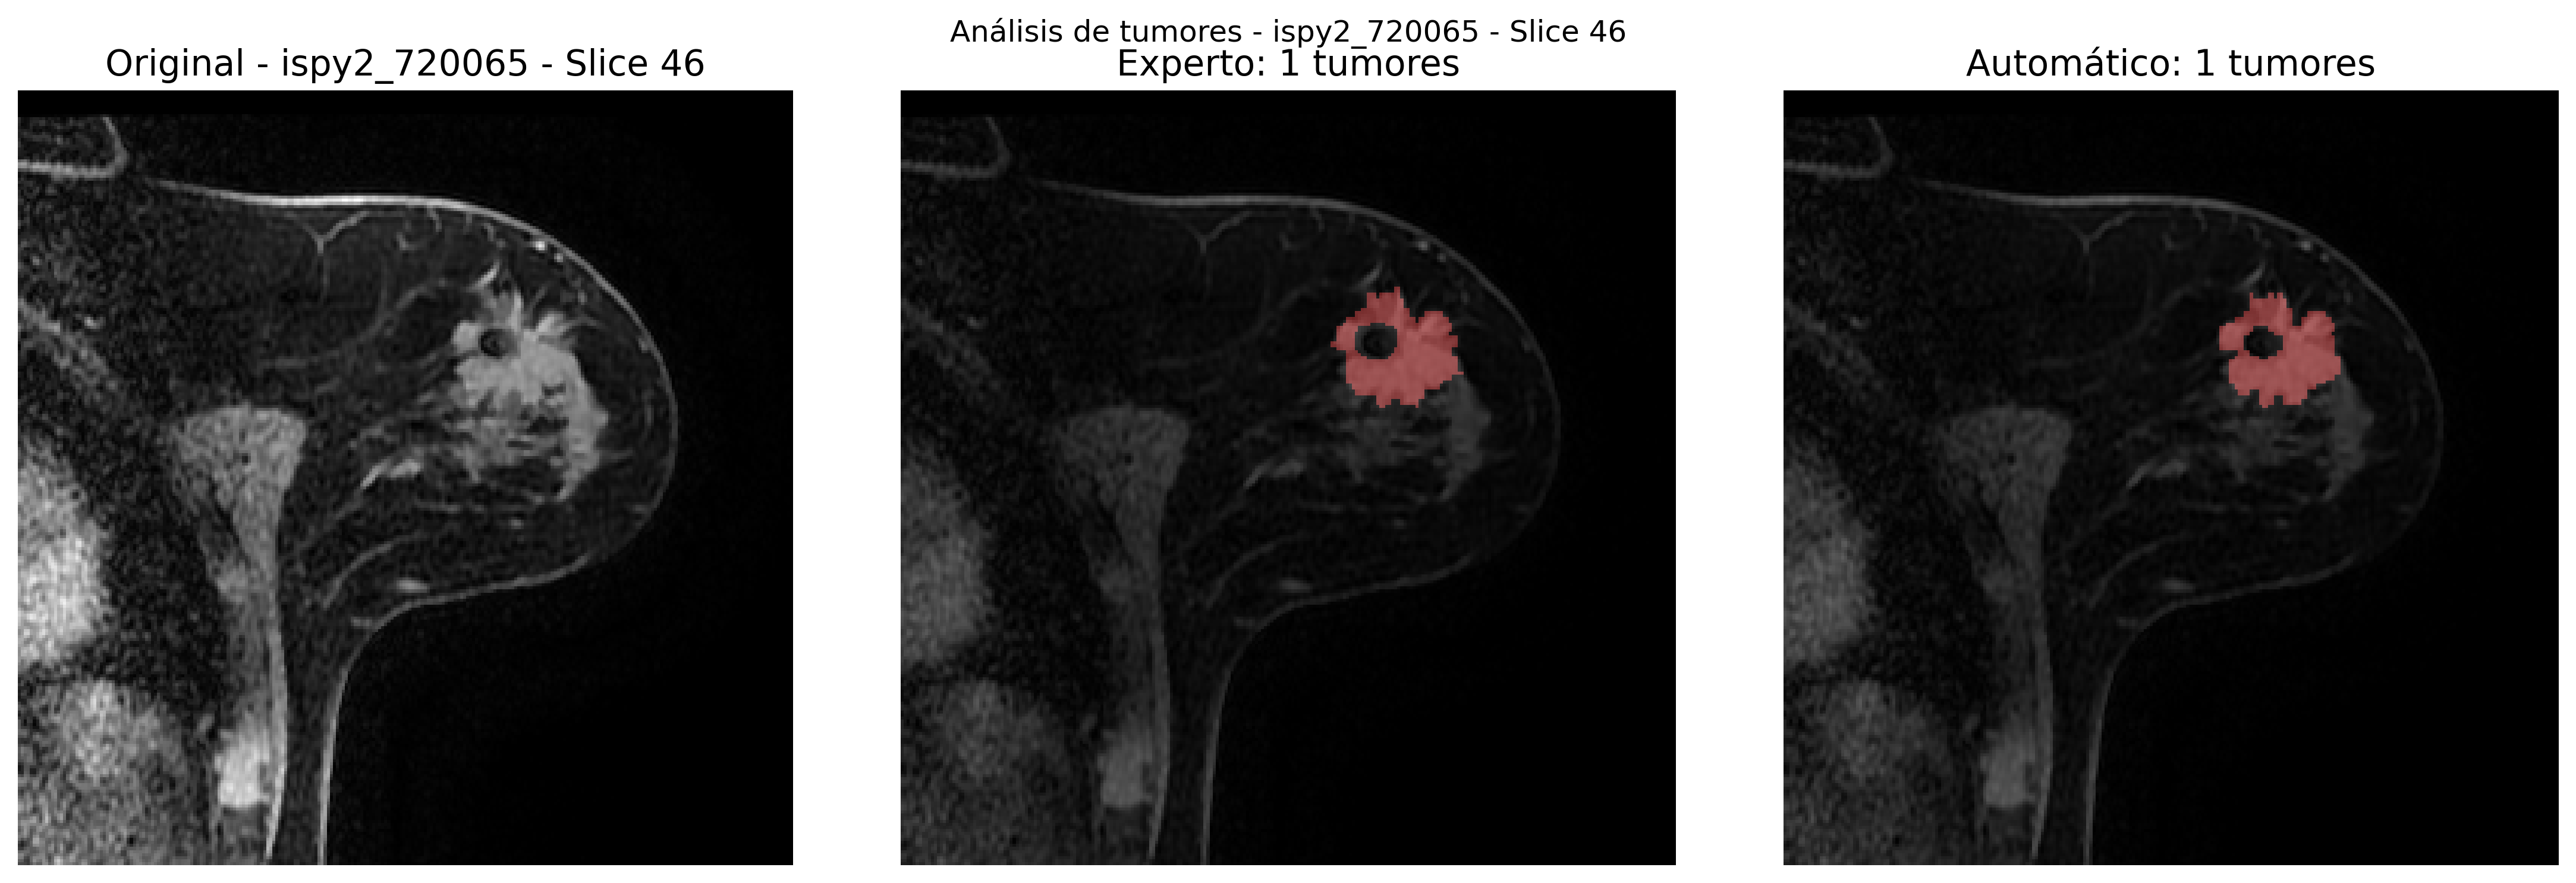 Análisis de tumores - ispy2_720065 - Slice 46
Original - ispy2_720065 - Slice 46
Experto: 1 tumores
Automático: 1 tumores